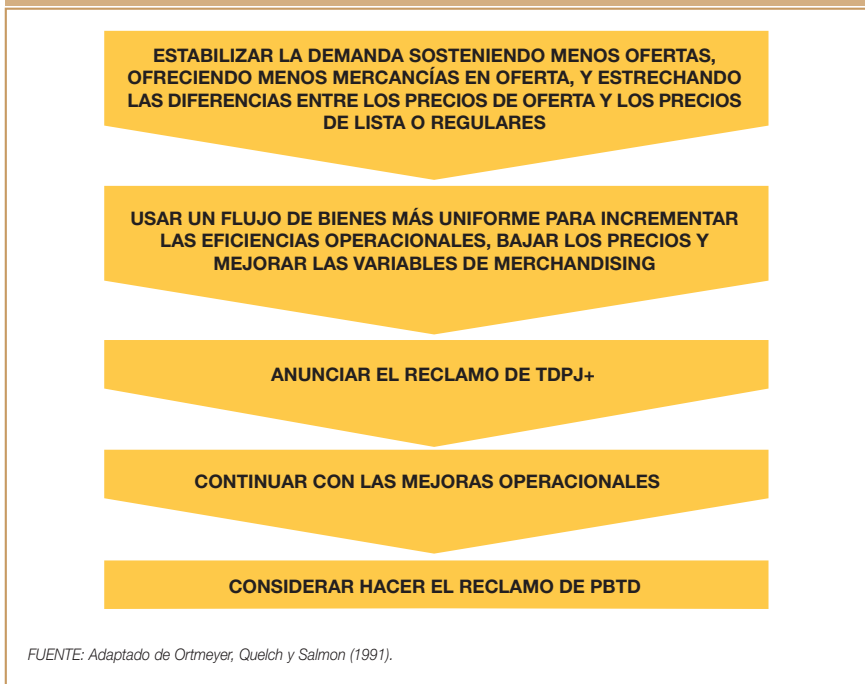 ESTABILIZAR LA DEMANDA SOSTENIENDO MENOS OFERTAS,
OFRECIENDO MENOS MERCANCÍAS EN OFERTA, Y ESTRECHANDO
LAS DIFERENCIAS ENTRE LOS PRECIOS DE OFERTA Y LOS PRECIOS
DE LISTA O REGULARES
USAR UN FLUJO DE BIENES MÁS UNIFORME PARA INCREMENTAR
LAS EFICIENCIAS OPERACIONALES, BAJAR LOS PRECIOS Y
MEJORAR LAS VARIABLES DE MERCHANDISING
ANUNCIAR EL RECLAMO DE TDPJ+
CONTINUAR CON LAS MEJORAS OPERACIONALES
CONSIDERAR HACER EL RECLAMO DE PBTD
FUENTE: Adaptado de Ortmeyer, Quelch y Salmon (1991).